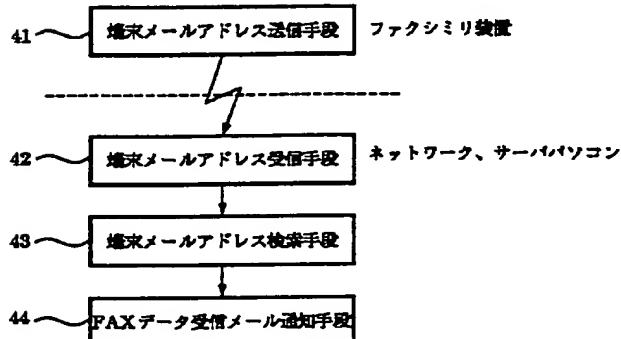 41 端末メールアドレス送信手段 ファクシミリ装置
42 端末メールアドレス受信手段 ネットワーク、サーバパソコン
43 端末メールアドレス検索手段
44 FAXデータ受信メール通知手段